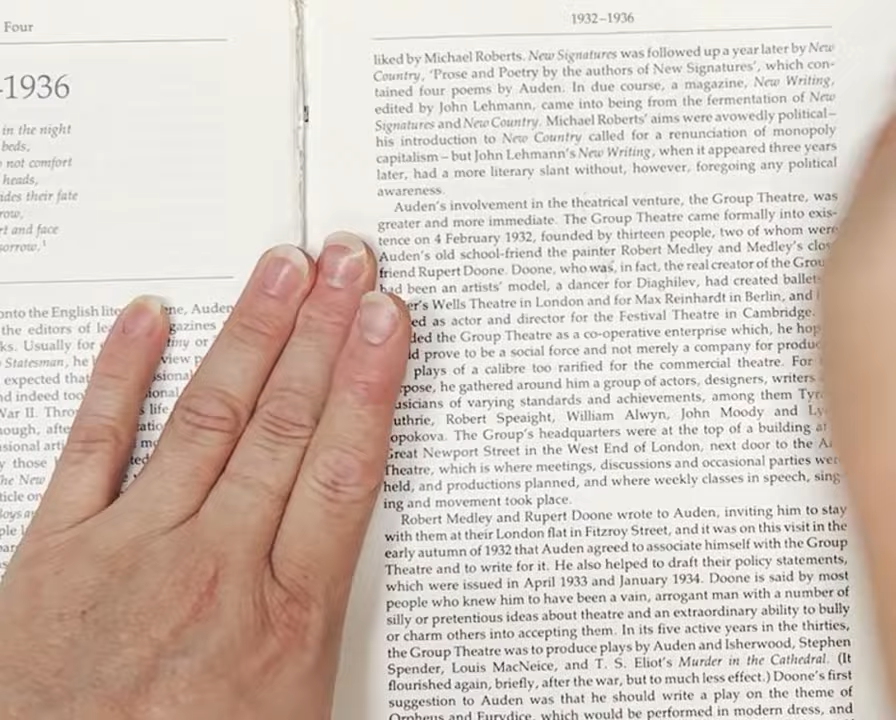 Four
-1936
in the night
beds,
not comfort
heads,
ides their fate
row,
rt and face
sorrow.¹
onto the English lite ne, Auden
the editors of le gazines
ks. Usually for tiny or
Statesman, he view p
expected that ssional
nd indeed too ional
War II. Thro s life
ough, afte atio
sional arti mo
y those ted
he New
ticle on
loys a
ple l
1932–1936
liked by Michael Roberts. New Signatures was followed up a year later by New
Country, 'Prose and Poetry by the authors of New Signatures', which con-
tained four poems by Auden. In due course, a magazine, New Writing,
edited by John Lehmann, came into being from the fermentation of New
Signatures and New Country. Michael Roberts' aims were avowedly political –
his introduction to New Country called for a renunciation of monopoly
capitalism – but John Lehmann's New Writing, when it appeared three years
later, had a more literary slant without, however, foregoing any political
awareness.
Auden's involvement in the theatrical venture, the Group Theatre, was
greater and more immediate. The Group Theatre came formally into exis-
tence on 4 February 1932, founded by thirteen people, two of whom were
Auden's old school-friend the painter Robert Medley and Medley's clos
friend Rupert Doone. Doone, who was, in fact, the real creator of the Grou
had been an artists' model, a dancer for Diaghilev, had created ballet
er's Wells Theatre in London and for Max Reinhardt in Berlin, and
ed as actor and director for the Festival Theatre in Cambridge.
ded the Group Theatre as a co-operative enterprise which, he hop
ld prove to be a social force and not merely a company for produc
plays of a calibre too rarified for the commercial theatre. For
rpose, he gathered around him a group of actors, designers, writers
usicians of varying standards and achievements, among them Tyr
uthrie, Robert Speaight, William Alwyn, John Moody and Ly
opokova. The Group's headquarters were at the top of a building a
Great Newport Street in the West End of London, next door to the A
Theatre, which is where meetings, discussions and occasional parties wer
held, and productions planned, and where weekly classes in speech, sing
ing and movement took place.
Robert Medley and Rupert Doone wrote to Auden, inviting him to stay
with them at their London flat in Fitzroy Street, and it was on this visit in the
early autumn of 1932 that Auden agreed to associate himself with the Group
Theatre and to write for it. He also helped to draft their policy statements,
which were issued in April 1933 and January 1934. Doone is said by most
people who knew him to have been a vain, arrogant man with a number of
silly or pretentious ideas about theatre and an extraordinary ability to bully
or charm others into accepting them. In its five active years in the thirties,
the Group Theatre was to produce plays by Auden and Isherwood, Stephen
Spender, Louis MacNeice, and T. S. Eliot's Murder in the Cathedral. (It
flourished again, briefly, after the war, but to much less effect.) Doone's first
suggestion to Auden was that he should write a play on the theme of
Orpheus and Eurydice, which would be performed in modern dress, and